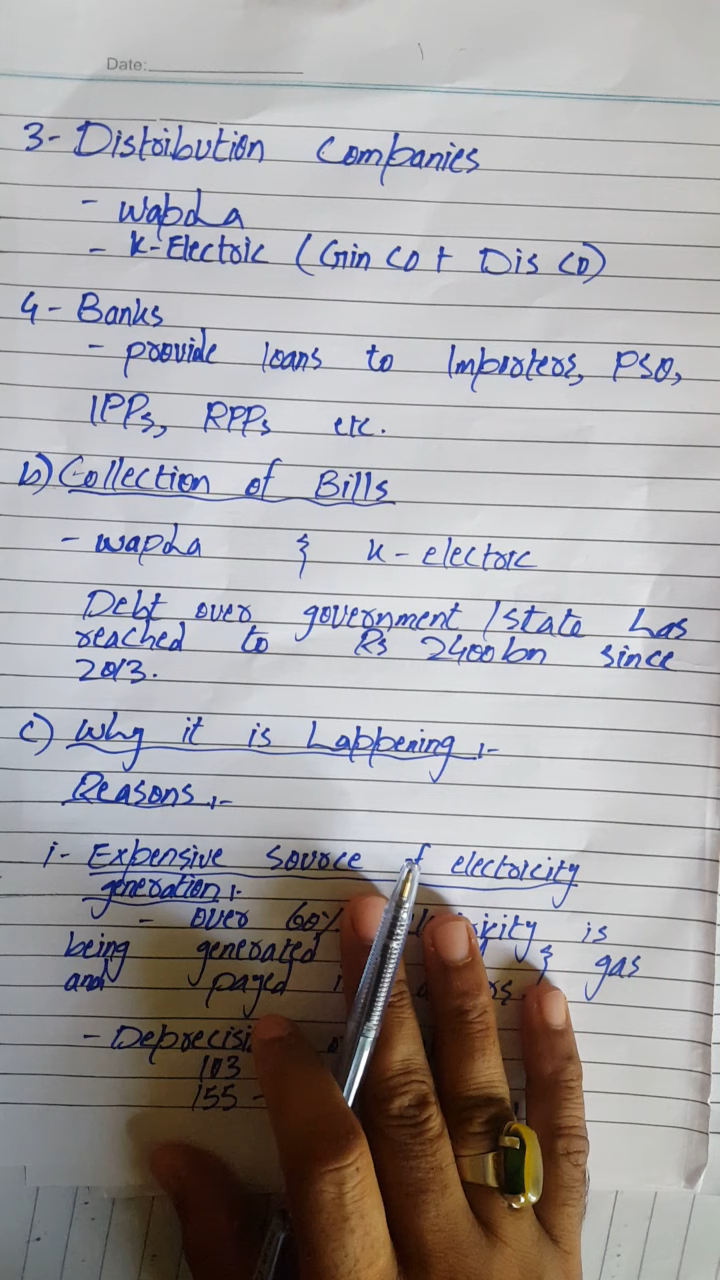 Date:
3- Distribution Companies
- Wapda
- K-Electric (Gin CO + Dis CO)
4- Banks
- provide loans to Importers, PSO,
IPPs, RPPs etc.
b) Collection of Bills
- wapda & k-electric
Debt over government / State has
reached to Rs 2400 bn since
2013.
c) Why it is happening :-
Reasons :-
i- Expensive source of electricity
generation :-
- over 60% is
being generated & gas
and payed
-
103
155 -